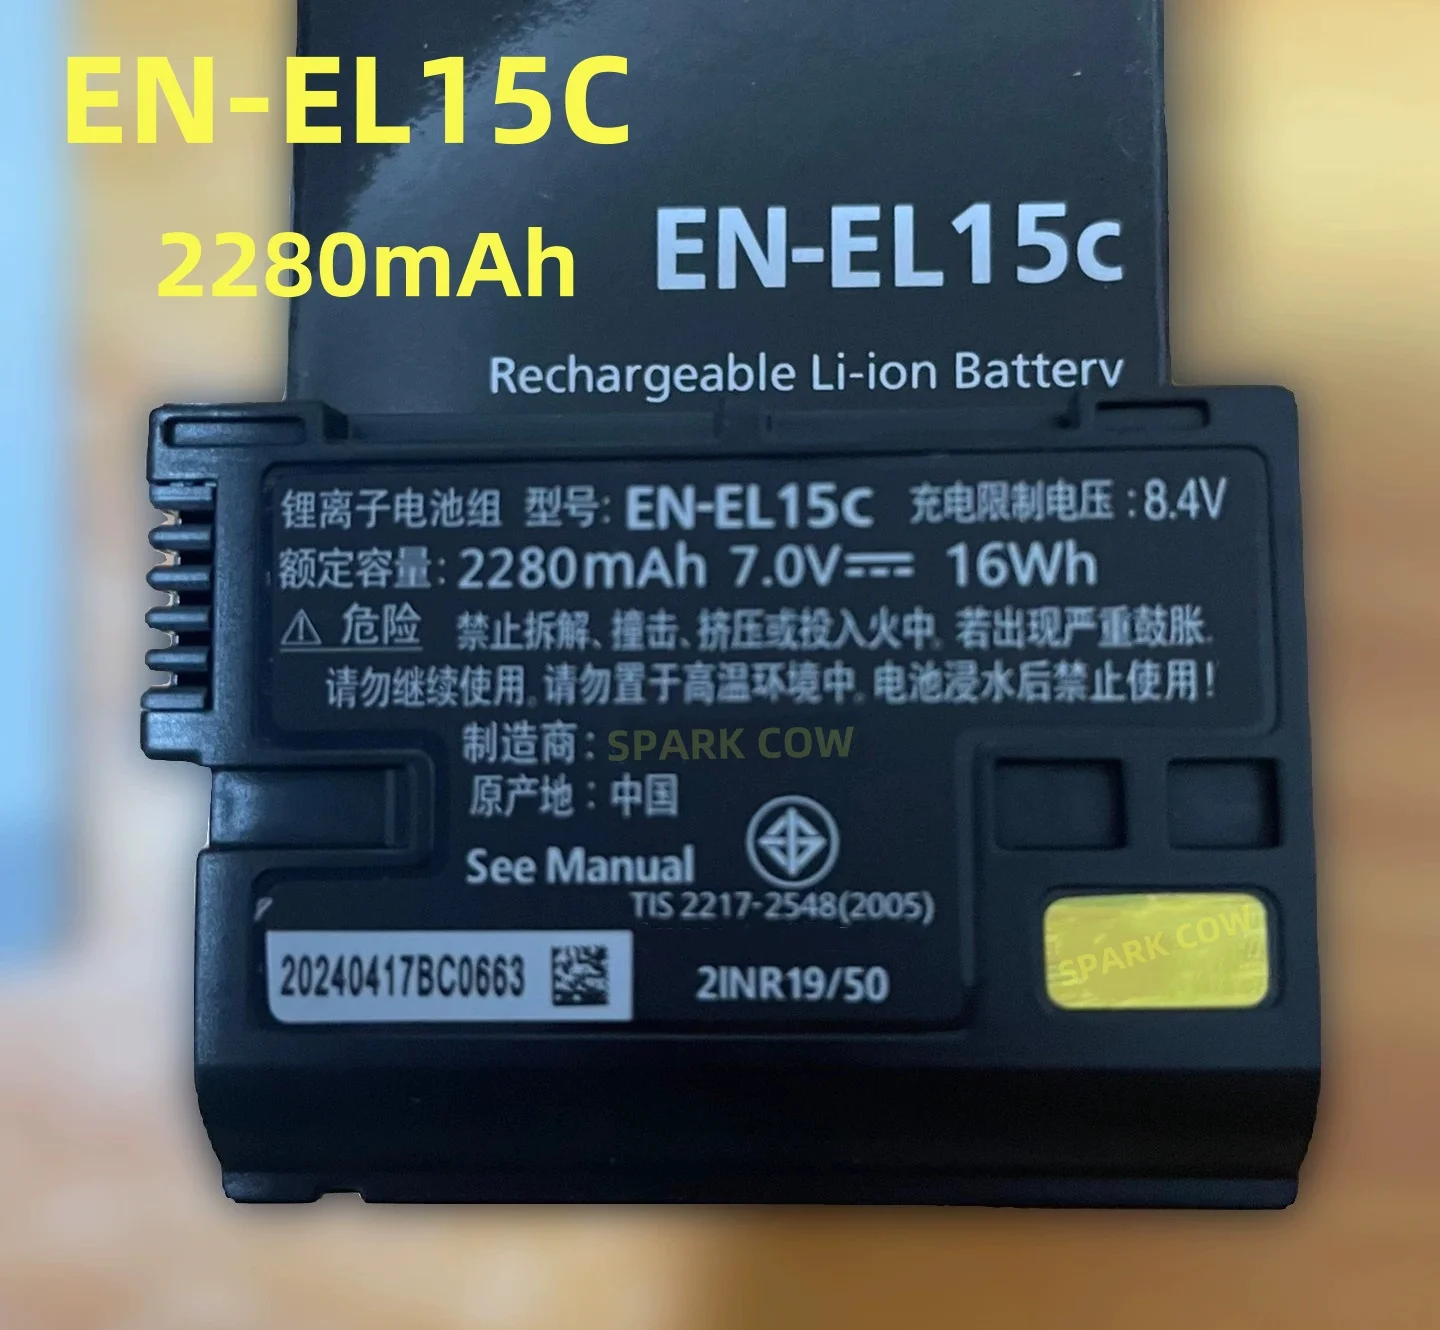 EN-EL15C
2280mAh
EN-EL15c
Rechargeable Li-ion Battery
锂离子电池组 型号: EN-EL15c 充电限制电压:8.4V
额定容量:2280mAh 7.0V 16Wh
⚠ 危险 禁止拆解、撞击、挤压或投入火中。若出现严重鼓胀,
请勿继续使用。请勿置于高温环境中。电池浸水后禁止使用!
制造商:SPARK COW
原产地:中国
See Manual
TIS 2217-2548(2005)
SPARK COW
20240417BC0663
2INR19/50